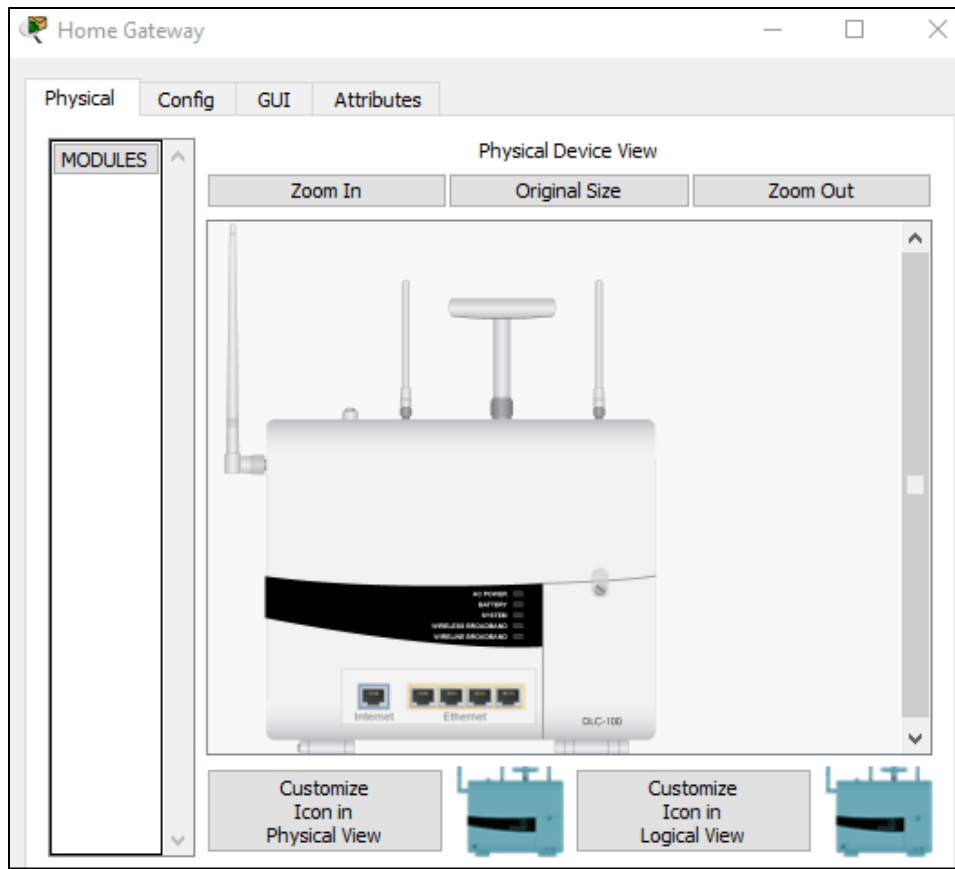 Home Gateway
Physical Config GUI Attributes
MODULES
Physical Device View
Zoom In Original Size Zoom Out
AC POWER
BATTERY
SYSTEM
WIRELESS BROADBAND
WIRELINE BROADBAND
Internet Ethernet
DLC-100
Customize
Icon in
Physical View
Customize
Icon in
Logical View